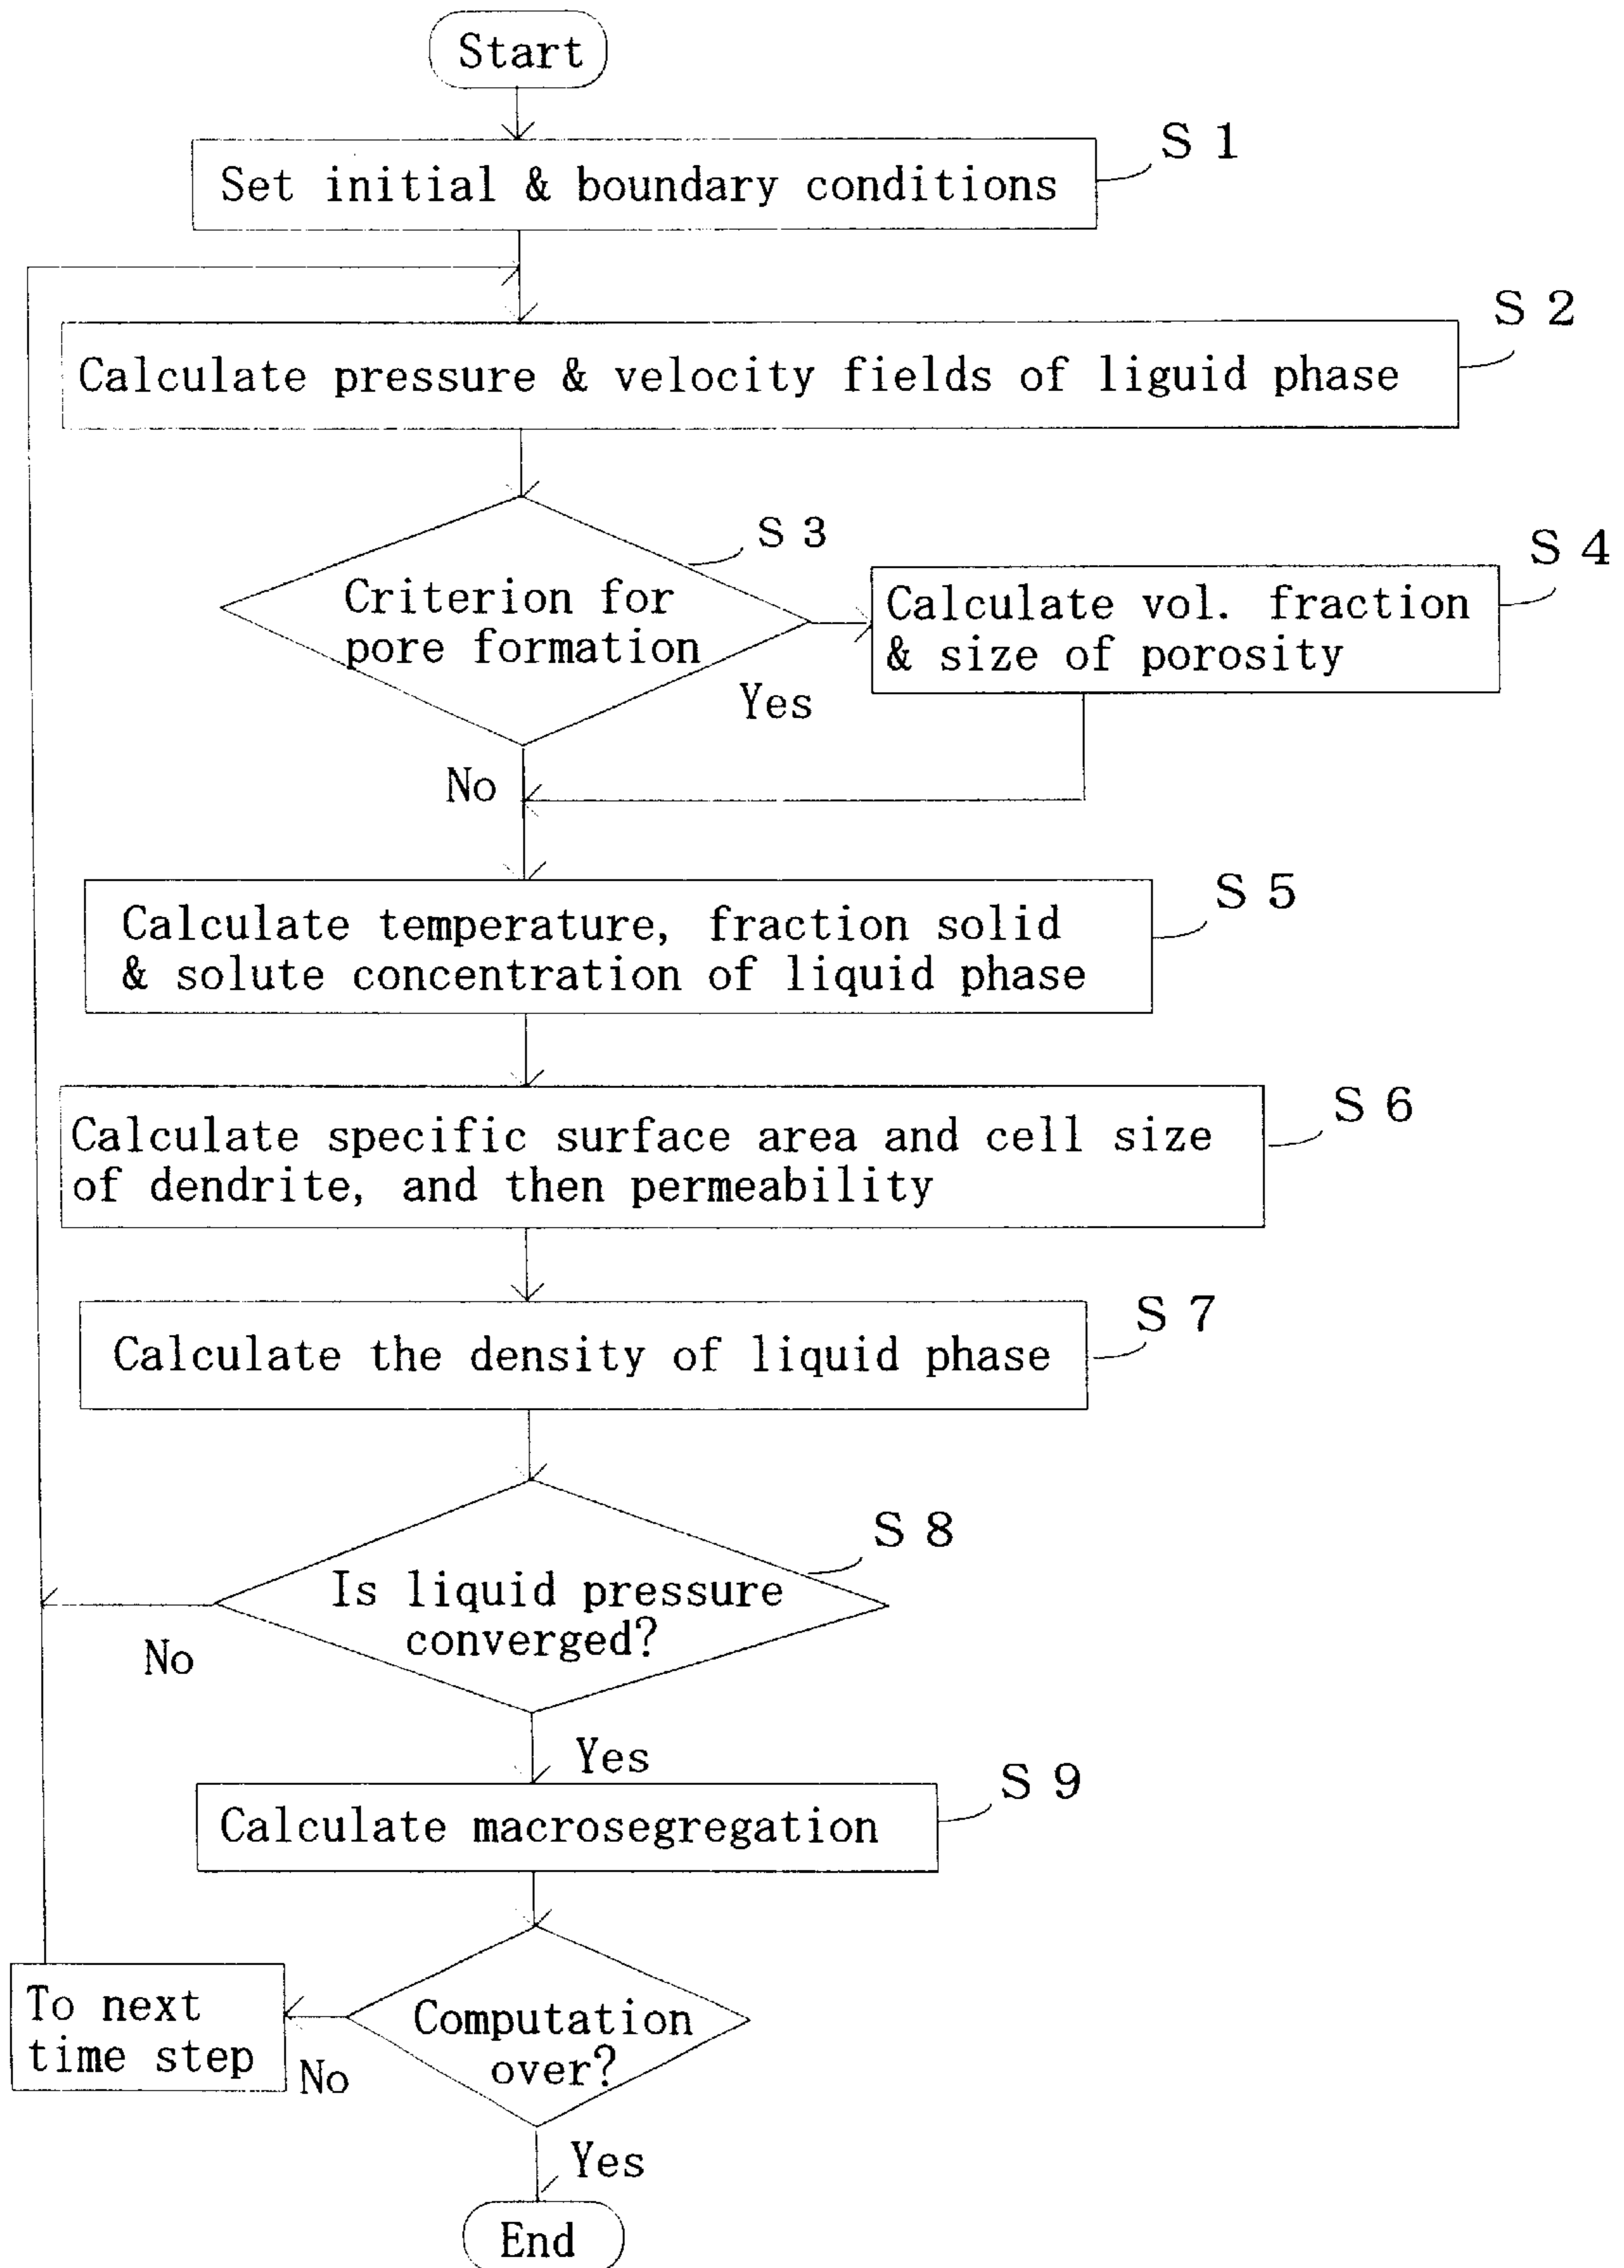 Start
S 1
Set initial & boundary conditions
S 2
Calculate pressure & velocity fields of liguid phase
S 3
Criterion for
pore formation
Yes
S 4
Calculate vol. fraction
& size of porosity
No
S 5
Calculate temperature, fraction solid
& solute concentration of liquid phase
S 6
Calculate specific surface area and cell size
of dendrite, and then permeability
S 7
Calculate the density of liquid phase
S 8
Is liquid pressure
converged?
No
Yes
S 9
Calculate macrosegregation
To next
time step
Computation
over?
No
Yes
End